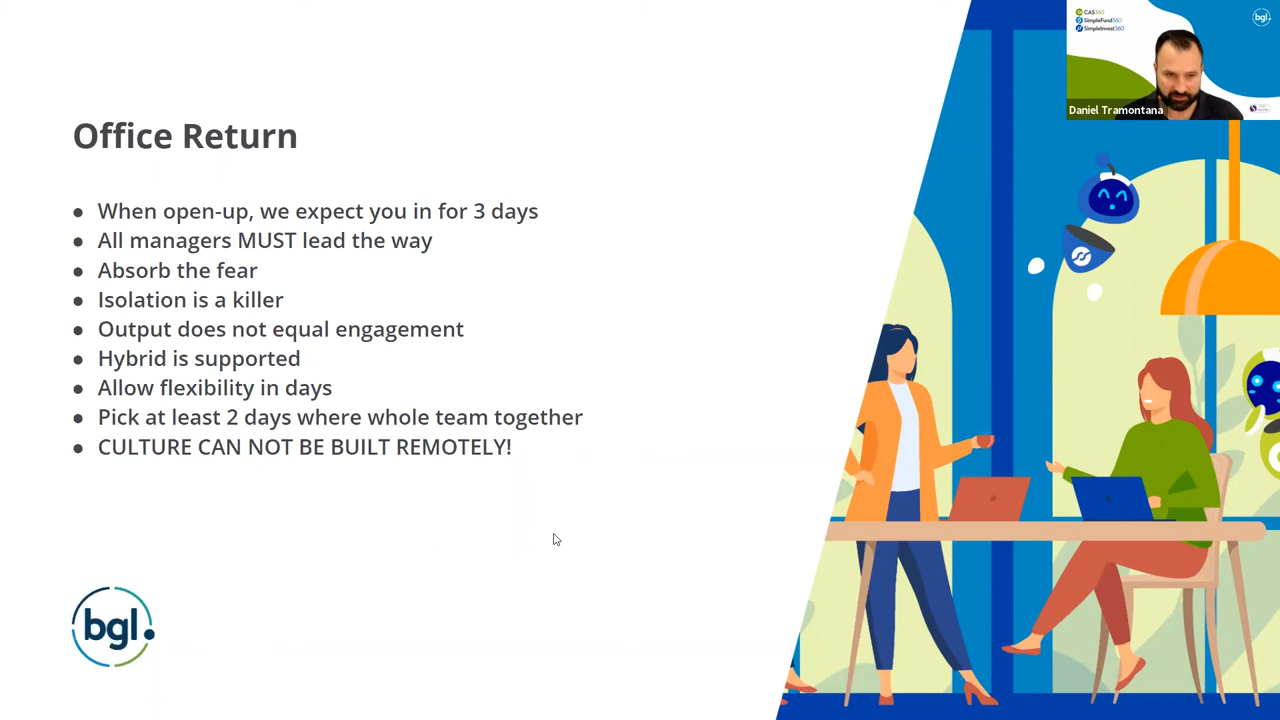 CAS360
SimpleFund360
SimpleInvest360
bgl
Daniel Tramontana
Office Return
When open-up, we expect you in for 3 days
All managers MUST lead the way
Absorb the fear
Isolation is a killer
Output does not equal engagement
Hybrid is supported
Allow flexibility in days
Pick at least 2 days where whole team together
CULTURE CAN NOT BE BUILT REMOTELY!
bgl.